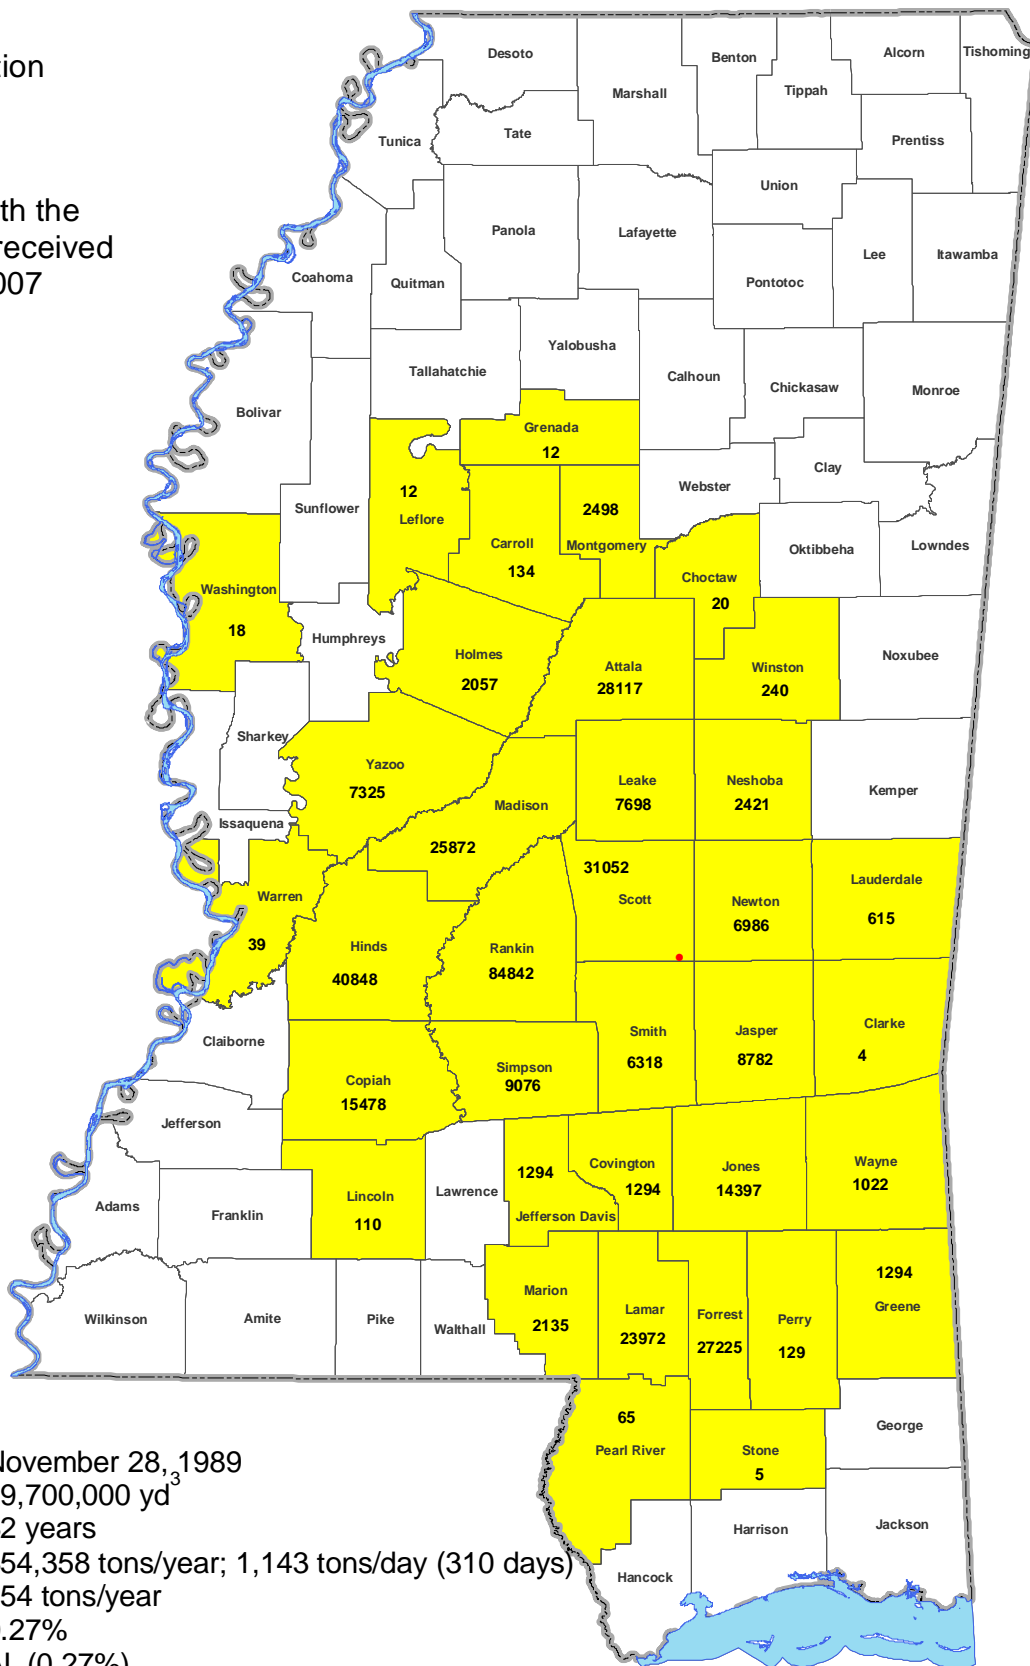 tion
th the
received
007
Desoto
Benton
Alcorn
Tishoming
Marshall
Tippah
Tunica
Tate
Prentiss
Union
Panola
Lafayette
Lee
Itawamba
Coahoma
Quitman
Pontotoc
Yalobusha
Tallahatchie
Calhoun
Chickasaw
Monroe
Bolivar
Grenada
12
Clay
Webster
12
Leflore
Sunflower
2498
Montgomery
Carroll
134
Oktibbeha
Lowndes
Choctaw
20
Washington
18
Humphreys
Holmes
2057
Attala
28117
Winston
240
Noxubee
Sharkey
Yazoo
7325
Leake
7698
Neshoba
2421
Kemper
Madison
25872
Issaquena
31052
Scott
Lauderdale
615
Warren
39
Newton
6986
Hinds
40848
Rankin
84842
Claiborne
Smith
6318
Jasper
8782
Clarke
4
Simpson
9076
Copiah
15478
Jefferson
1294
Jefferson Davis
Covington
1294
Jones
14397
Wayne
1022
Adams
Franklin
Lincoln
110
Lawrence
Marion
2135
Lamar
23972
Forrest
27225
Perry
129
1294
Greene
Wilkinson
Amite
Pike
Walthall
65
Pearl River
Stone
5
George
Harrison
Jackson
Hancock
November 28, 1989
9,700,000 yd3
2 years
54,358 tons/year; 1,143 tons/day (310 days)
54 tons/year
.27%
AL (0.27%)